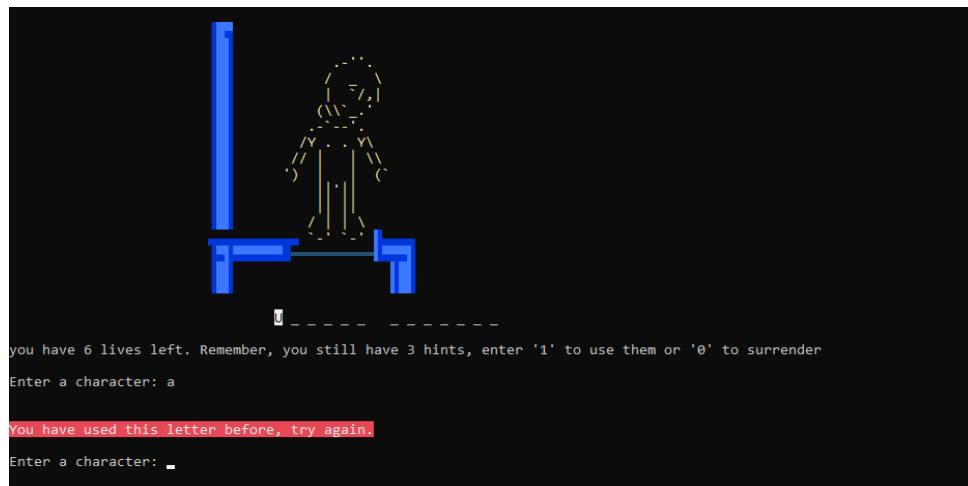 U _ _ _ _ _   _ _ _ _ _ _ _
you have 6 lives left. Remember, you still have 3 hints, enter '1' to use them or '0' to surrender
Enter a character: a
You have used this letter before, try again.
Enter a character: